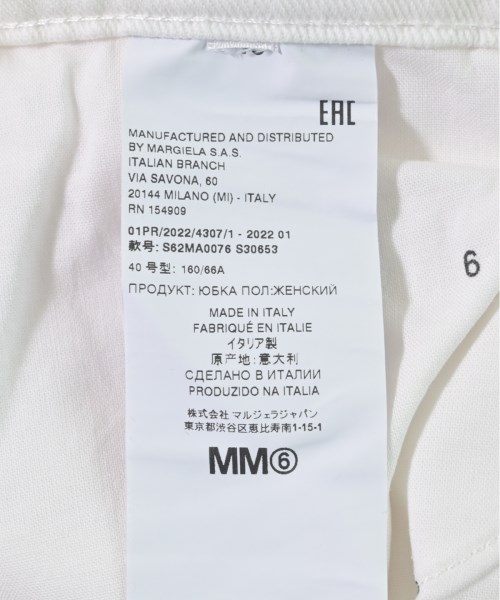 EAC
MANUFACTURED AND DISTRIBUTED
BY MARGIELA S.A.S.
ITALIAN BRANCH
VIA SAVONA, 60
20144 MILANO (MI) - ITALY
RN 154909
01PR/2022/4307/1 - 2022 01
款号: S62MA0076 S30653
40 号型: 160/66A
ПРОДУКТ: ЮБКА ПОЛ:ЖЕНСКИЙ
MADE IN ITALY
FABRIQUÉ EN ITALIE
イタリア製
原产地:意大利
СДЕЛАНО В ИТАЛИИ
PRODUZIDO NA ITALIA
株式会社 マルジェラジャパン
東京都渋谷区恵比寿南1-15-1
MM⑥
6